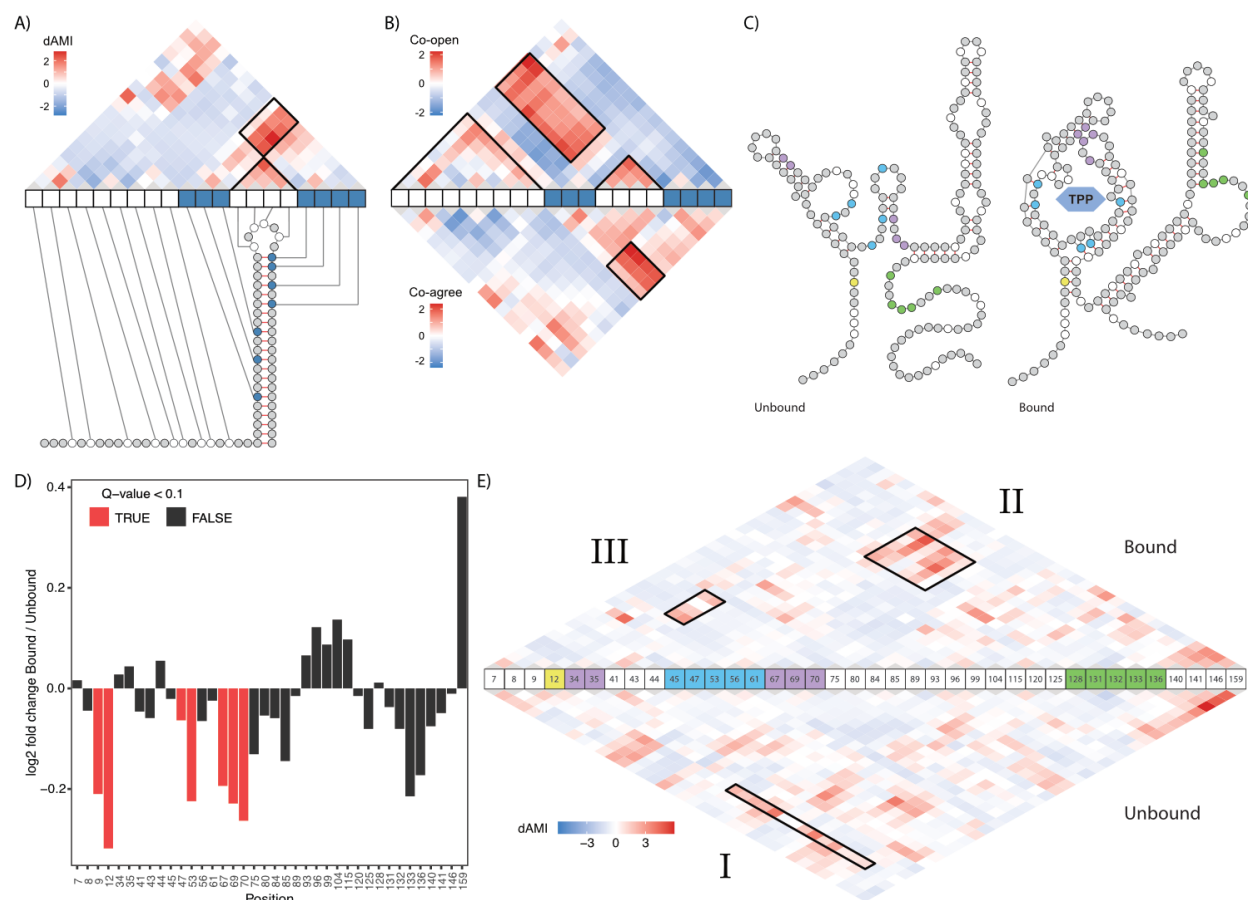 A)
dAMI
2
1
0
-2
B)
Co-open
2
0
-2
Co-agree
2
0
-2
C)
TPP
Unbound
Bound
D)
Q-value < 0.1
TRUE
FALSE
log2 fold change Bound / Unbound
0.4
0.2
0.0
−0.2
7 8 9 12 34 35 41 43 44 45 47 53 56 61 67 69 70 75 80 84 85 89 93 96 99 104 115 120 125 128 131 132 133 136 140 141 146 159
Position
E)
II
III
Bound
7 8 9 12 34 35 41 43 44 45 47 53 56 61 67 69 70 75 80 84 85 89 93 96 99 104 115 120 125 128 131 132 133 136 140 141 146 159
Unbound
dAMI
−3 0 3
I